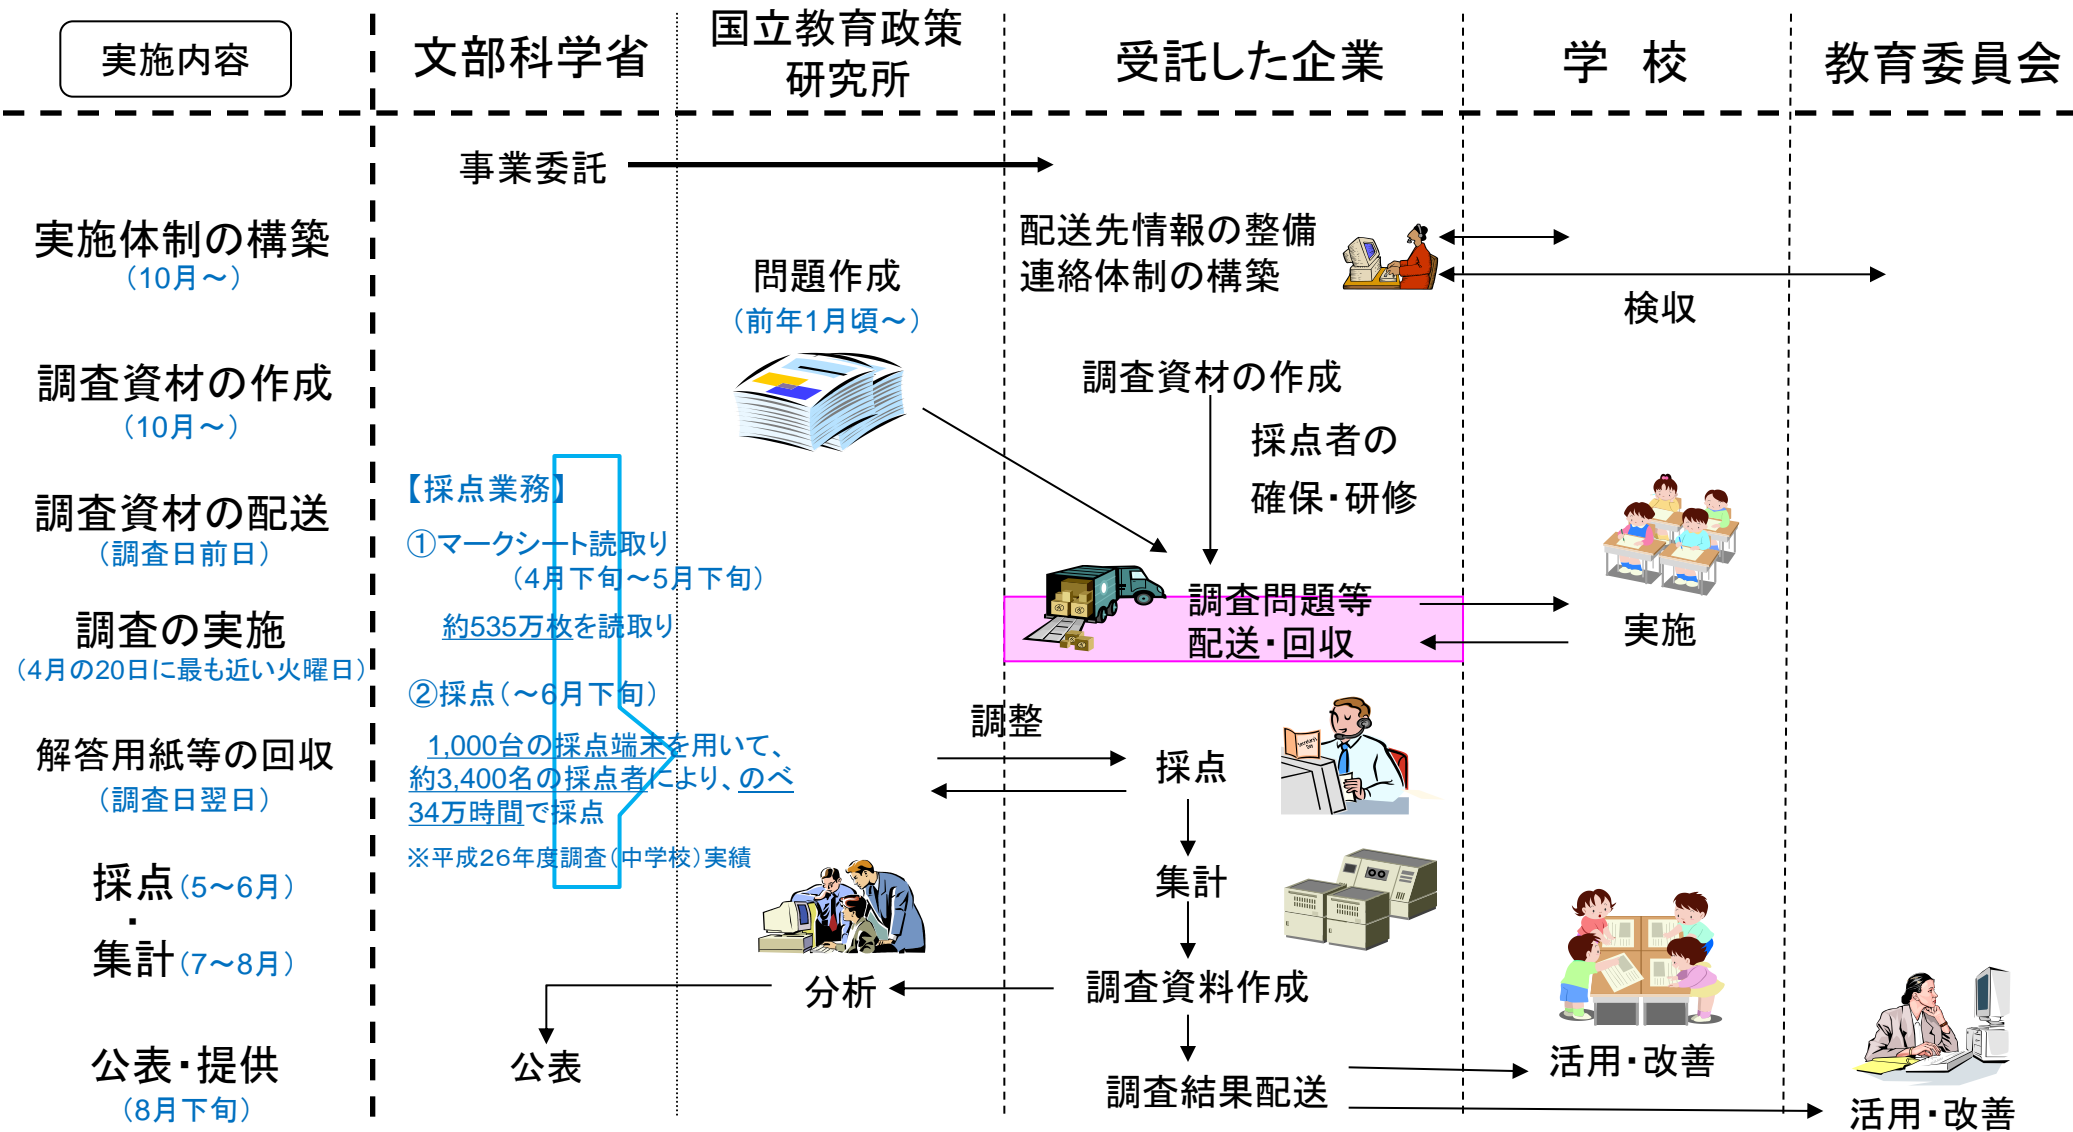 実施内容
文部科学省
国立教育政策
研究所
受託した企業
学 校
教育委員会
事業委託
実施体制の構築
(10月～)
配送先情報の整備
連絡体制の構築
検収
問題作成
(前年1月頃～)
調査資材の作成
(10月～)
調査資材の作成
採点者の
確保・研修
調査資材の配送
(調査日前日)
【採点業務】
①マークシート読取り
(4月下旬～5月下旬)
約535万枚を読取り
②採点(～6月下旬)
1,000台の採点端末を用いて、
約3,400名の採点者により、のべ
34万時間で採点
※平成26年度調査(中学校)実績
調査の実施
(4月の20日に最も近い火曜日)
調査問題等
配送・回収
実施
解答用紙等の回収
(調査日翌日)
調整
採点
採点(5～6月)
・
集計(7～8月)
集計
分析
調査資料作成
公表・提供
(8月下旬)
公表
調査結果配送
活用・改善
活用・改善